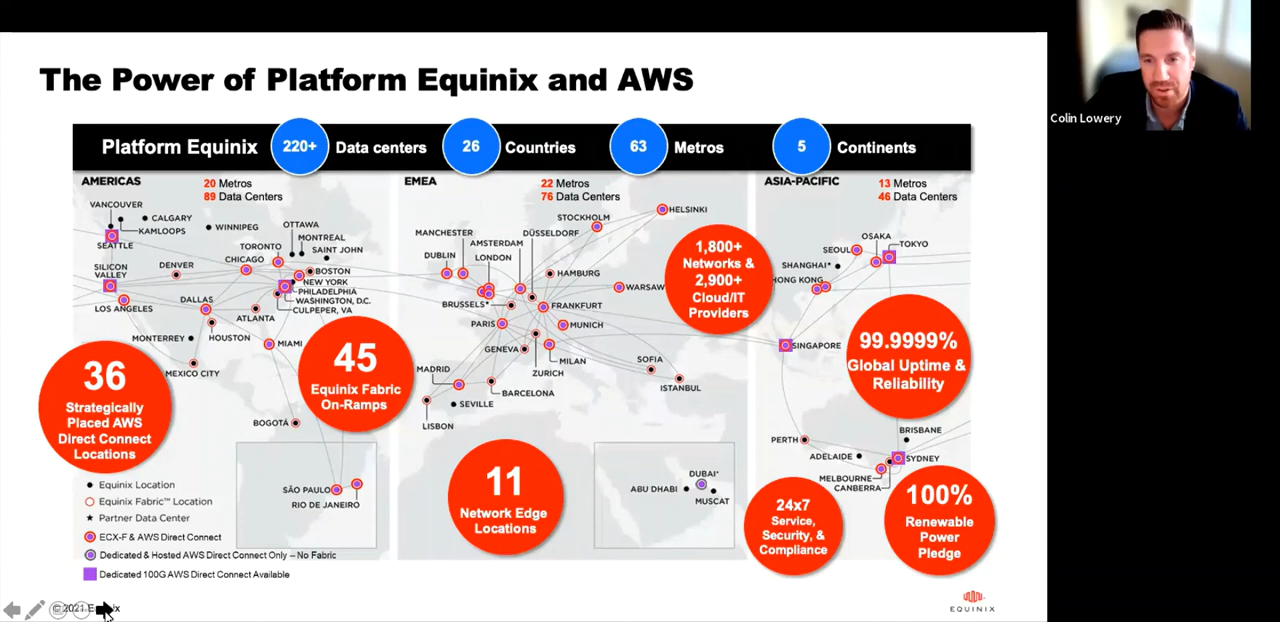 The Power of Platform Equinix and AWS
Colin Lowery
Platform Equinix 220+ Data centers 26 Countries 63 Metros 5 Continents
AMERICAS
20 Metros
89 Data Centers
VANCOUVER
CALGARY
KAMLOOPS
WINNIPEG
SEATTLE
OTTAWA
MONTREAL
TORONTO
SAINT JOHN
CHICAGO
BOSTON
SILICON
VALLEY
DENVER
NEW YORK
PHILADELPHIA
WASHINGTON, D.C.
CULPEPER, VA
LOS ANGELES
DALLAS
ATLANTA
MONTERREY
HOUSTON
MIAMI
MEXICO CITY
BOGOTÁ
SÃO PAULO
RIO DE JANEIRO
36
Strategically
Placed AWS
Direct Connect
Locations
45
Equinix Fabric
On-Ramps
EMEA
22 Metros
76 Data Centers
HELSINKI
STOCKHOLM
MANCHESTER
DÜSSELDORF
AMSTERDAM
DUBLIN
LONDON
HAMBURG
WARSAW
BRUSSELS*
FRANKFURT
PARIS
MUNICH
GENEVA
MILAN
ZURICH
SOFIA
MADRID
ISTANBUL
BARCELONA
SEVILLE
LISBON
DUBAI*
ABU DHABI
MUSCAT
1,800+
Networks &
2,900+
Cloud/IT
Providers
11
Network Edge
Locations
ASIA-PACIFIC
13 Metros
46 Data Centers
OSAKA
SEOUL
TOKYO
SHANGHAI*
HONG KONG
SINGAPORE
99.9999%
Global Uptime &
Reliability
BRISBANE
PERTH
ADELAIDE
SYDNEY
MELBOURNE
CANBERRA
24x7
Service,
Security, &
Compliance
100%
Renewable
Power
Pledge
Equinix Location
Equinix Fabric™ Location
Partner Data Center
ECX-F & AWS Direct Connect
Dedicated & Hosted AWS Direct Connect Only – No Fabric
Dedicated 100G AWS Direct Connect Available
© 2021 Equinix
EQUINIX